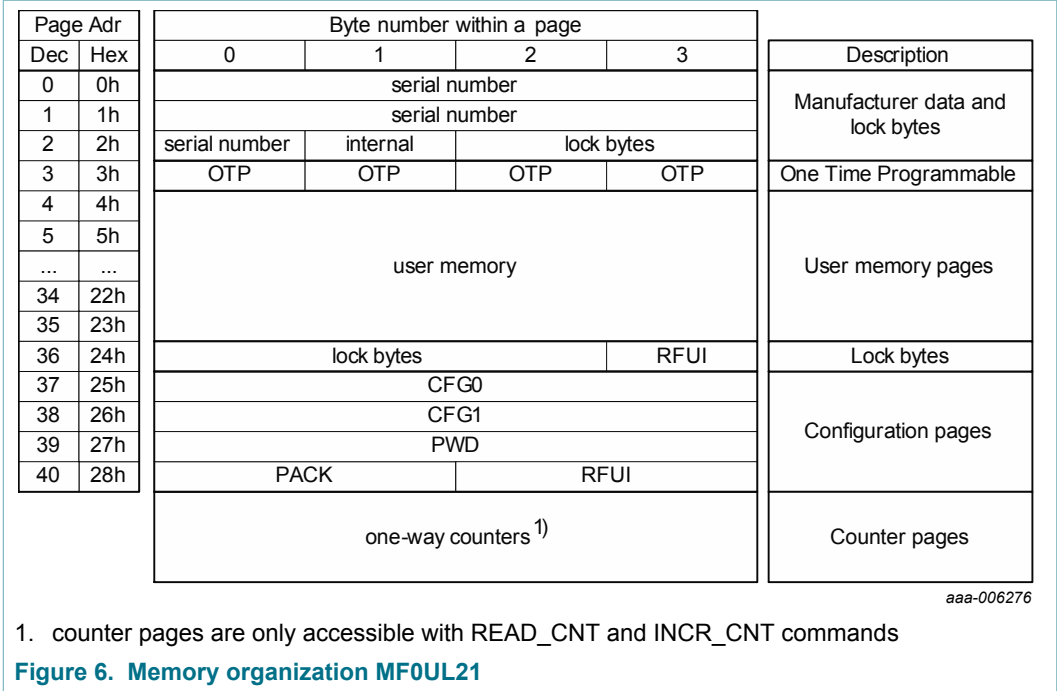 Page Adr Byte number within a page
Dec Hex 0 1 2 3 Description
0 0h serial number
1 1h serial number
Manufacturer data and
lock bytes
2 2h serial number internal lock bytes
3 3h OTP OTP OTP OTP One Time Programmable
4 4h
5 5h
... ... user memory User memory pages
34 22h
35 23h
36 24h lock bytes RFUI Lock bytes
37 25h CFG0
38 26h CFG1
Configuration pages
39 27h PWD
40 28h PACK RFUI
one-way counters 1) Counter pages
aaa-006276
1. counter pages are only accessible with READ_CNT and INCR_CNT commands
Figure 6. Memory organization MF0UL21